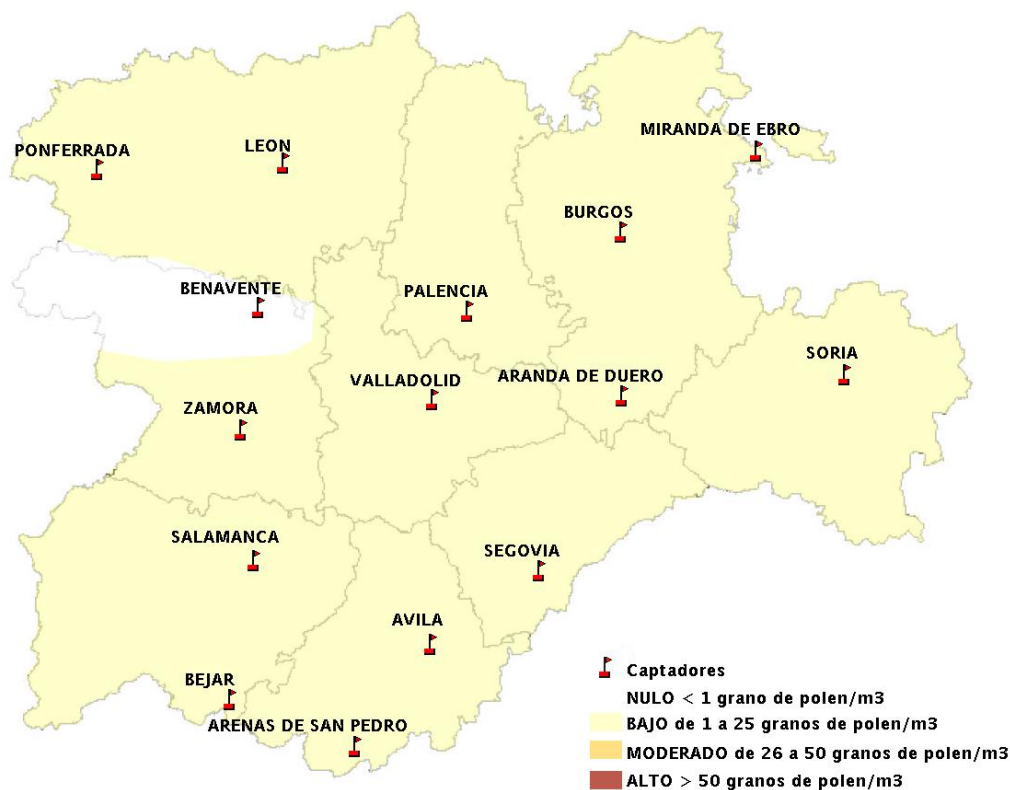 MIRANDA DE EBRO
PONFERRADA
LEON
BURGOS
BENAVENTE
PALENCIA
SORIA
VALLADOLID
ARANDA DE DUERO
ZAMORA
SALAMANCA
SEGOVIA
AVILA
BEJAR
ARENAS DE SAN PEDRO
Captadores
NULO < 1 grano de polen/m3
BAJO de 1 a 25 granos de polen/m3
MODERADO de 26 a 50 granos de polen/m3
ALTO > 50 granos de polen/m3